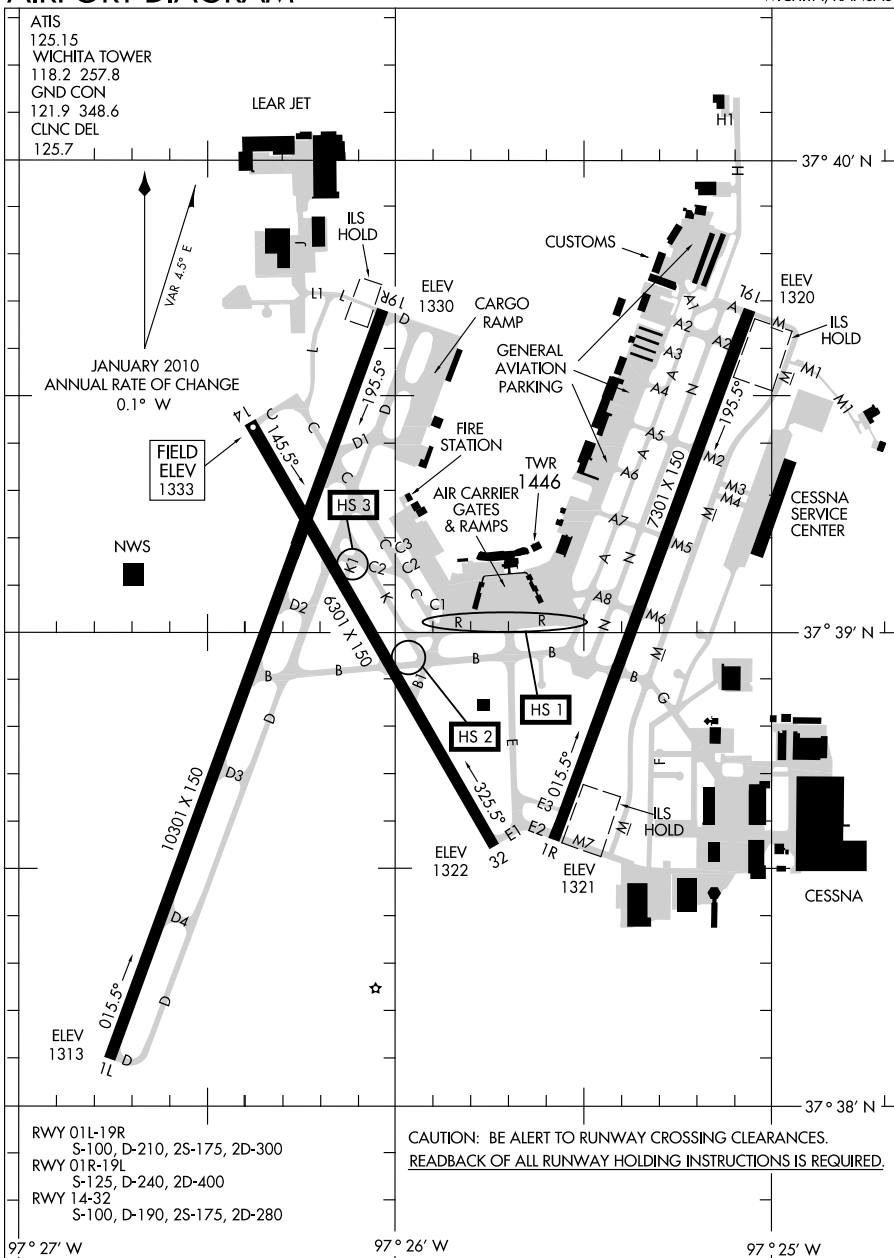 ATIS
125.15
WICHITA TOWER
118.2 257.8
GND CON
121.9 348.6
CLNC DEL
125.7
LEAR JET
H1
37° 40' N
H
VAR 4.5° E
JANUARY 2010
ANNUAL RATE OF CHANGE
0.1° W
J
ILS
HOLD
L1
L
L
19R
D
ELEV
1330
CARGO
RAMP
CUSTOMS
GENERAL
AVIATION
PARKING
A1
A2
A3
A
N
A4
A5
A
A6
A7
A
N
A8
N
A
A2
19L
ELEV
1320
M
ILS
HOLD
M
M1
M1
195.5°
D
D1
195.5°
M2
M3
M4
M
M5
M6
M
7301 X 150
CESSNA
SERVICE
CENTER
14
C
145.5°
C
C
FIELD
ELEV
1333
FIRE
STATION
HS 3
AIR CARRIER
GATES
& RAMPS
TWR
1446
NWS
K1
C2
C
C3
C2
C
K
C1
R
R
D2
6301 X 150
37° 39' N
B
B
B
B
B
B1
D
G
HS 1
HS 2
E
F
D3
10301 X 150
325.5°
E3
015.5°
ILS
HOLD
M
E1
E2
M7
ELEV
1322
32
1R
ELEV
1321
CESSNA
D4
D
015.5°
ELEV
1313
1L
D
37° 38' N
RWY 01L-19R
S-100, D-210, 2S-175, 2D-300
RWY 01R-19L
S-125, D-240, 2D-400
RWY 14-32
S-100, D-190, 2S-175, 2D-280
CAUTION: BE ALERT TO RUNWAY CROSSING CLEARANCES.
READBACK OF ALL RUNWAY HOLDING INSTRUCTIONS IS REQUIRED.
97° 27' W
97° 26' W
97° 25' W